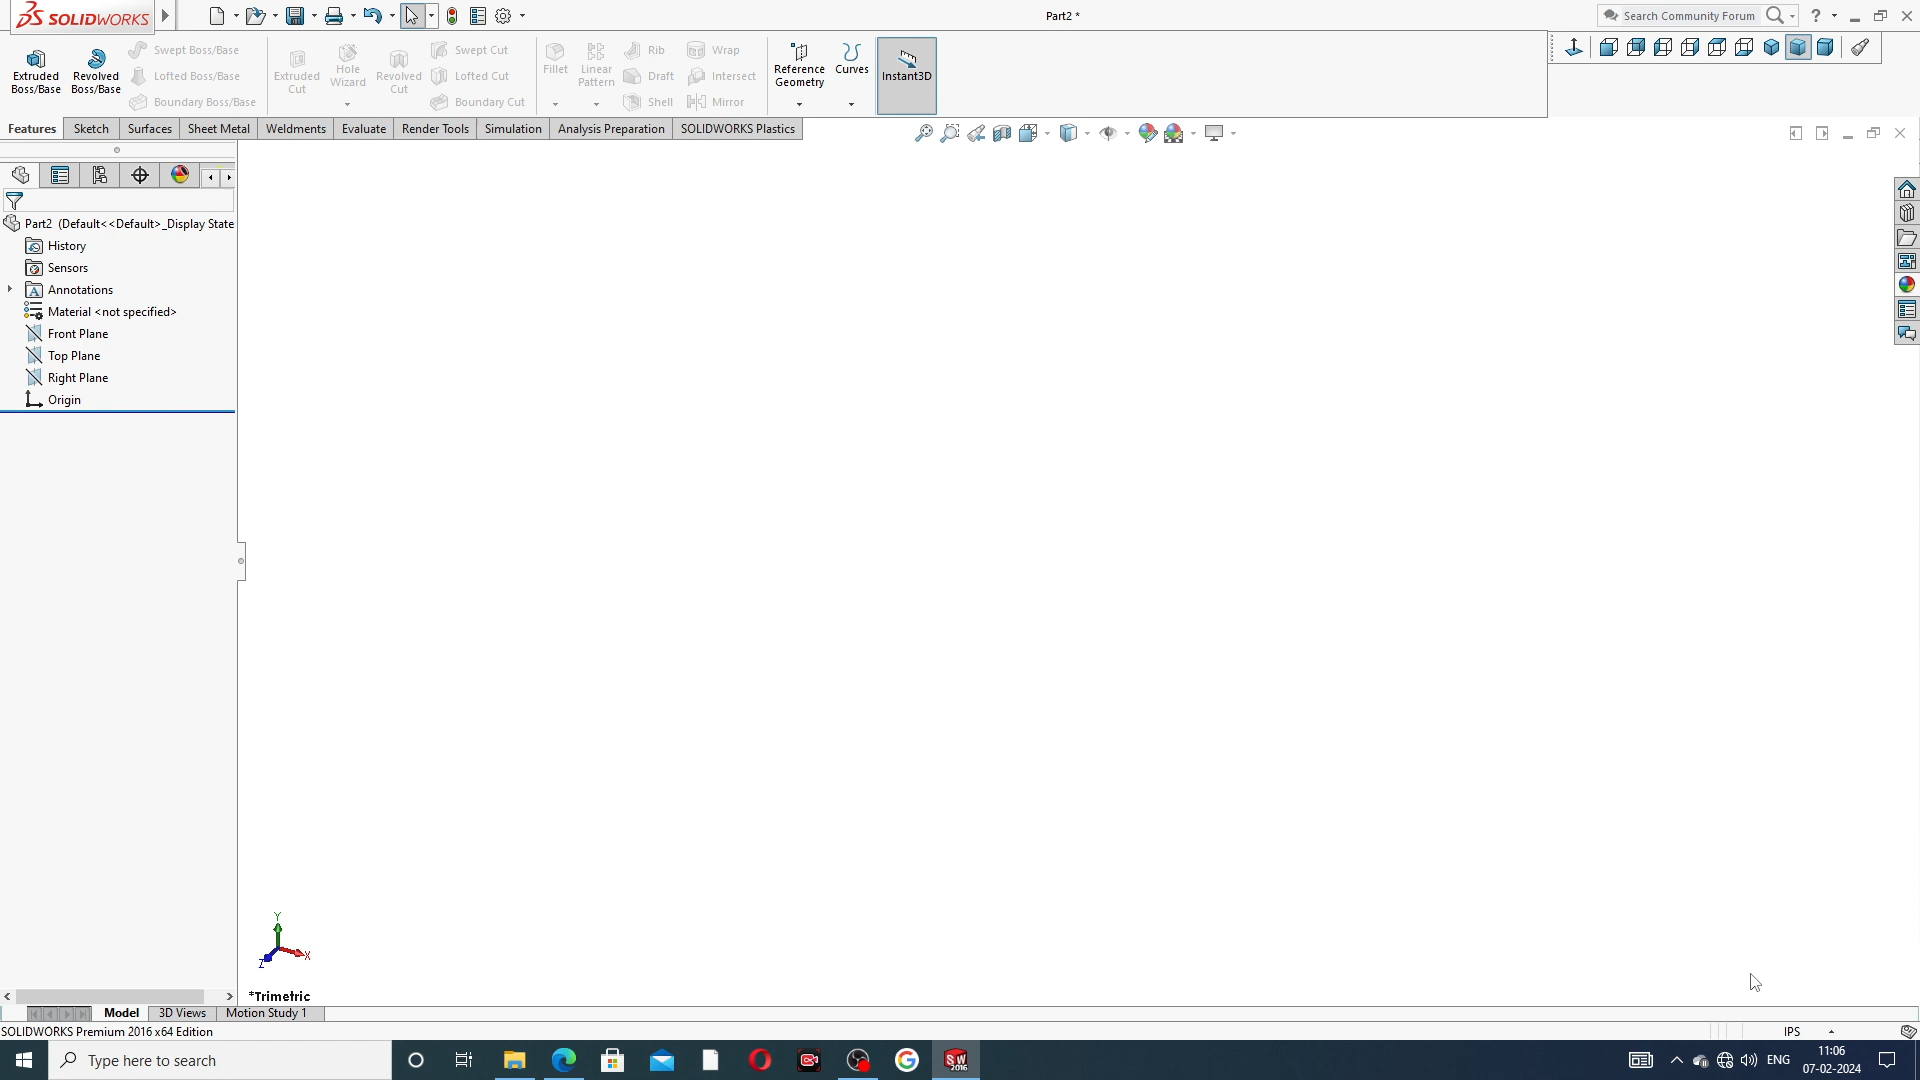 SOLIDWORKS
Part2 *
Search Community Forum
?
Extruded Boss/Base
Revolved Boss/Base
Swept Boss/Base
Lofted Boss/Base
Boundary Boss/Base
Extruded Cut
Hole Wizard
Revolved Cut
Swept Cut
Lofted Cut
Boundary Cut
Fillet
Linear Pattern
Rib
Draft
Shell
Wrap
Intersect
Mirror
Reference Geometry
Curves
Instant3D
Features
Sketch
Surfaces
Sheet Metal
Weldments
Evaluate
Render Tools
Simulation
Analysis Preparation
SOLIDWORKS Plastics
Part2 (Default<<Default>_Display State
History
Sensors
Annotations
Material <not specified>
Front Plane
Top Plane
Right Plane
Origin
Y
X
Z
*Trimetric
Model
3D Views
Motion Study 1
SOLIDWORKS Premium 2016 x64 Edition
IPS
Type here to search
SW
2016
ENG
11:06
07-02-2024